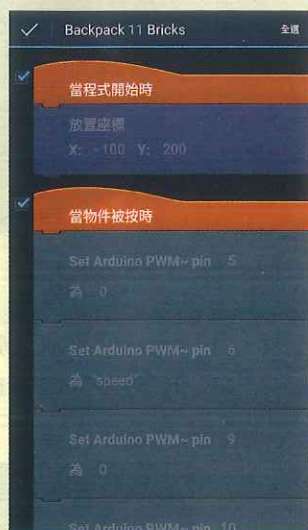 Backpack 11 Bricks 全選
當程式開始時
放置座標
X: -100 Y: 200
當物件被按時
Set Arduino PWM~ pin 5
為 0
Set Arduino PWM~ pin 6
為 "speed"
Set Arduino PWM~ pin 9
為 0
Set Arduino PWM~ pin 10